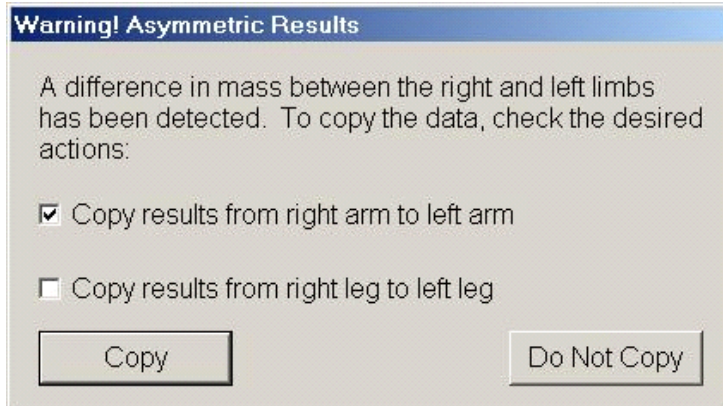 Warning! Asymmetric Results
A difference in mass between the right and left limbs
has been detected. To copy the data, check the desired
actions:
Copy results from right arm to left arm
Copy results from right leg to left leg
Copy
Do Not Copy